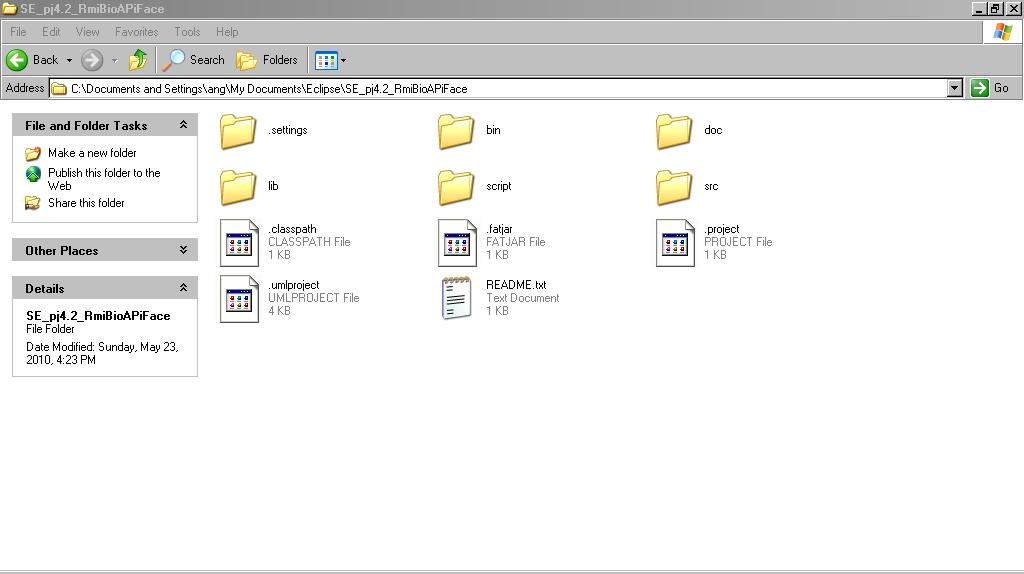 SE_pj4.2_RmiBioAPiFace
File Edit View Favorites Tools Help
Back Search Folders
Address C:\Documents and Settings\ang\My Documents\Eclipse\SE_pj4.2_RmiBioAPiFace Go
File and Folder Tasks
Make a new folder
Publish this folder to the
Web
Share this folder
Other Places
Details
SE_pj4.2_RmiBioAPiFace
File Folder
Date Modified: Sunday, May 23,
2010, 4:23 PM
.settings
bin
doc
lib
script
src
.classpath
CLASSPATH File
1 KB
.fatjar
FATJAR File
1 KB
.project
PROJECT File
1 KB
.umlproject
UMLPROJECT File
4 KB
README.txt
Text Document
1 KB